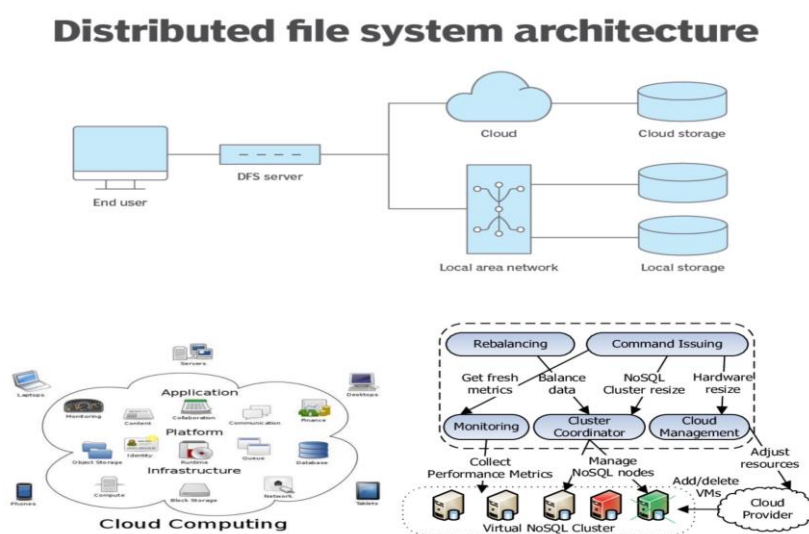 Distributed file system architecture
Cloud
Cloud storage
DFS server
End user
Local area network
Local storage
Servers
Application
Laptops
Desktops
Monitoring
Content
Collaboration
Communication
Finance
Platform
Object Storage
Identity
Runtime
Queue
Database
Infrastructure
Compute
Block Storage
Network
Phones
Tablets
Cloud Computing
Rebalancing
Command Issuing
Get fresh
metrics
Balance
data
NoSQL
Cluster resize
Hardware
resize
Monitoring
Cluster
Coordinator
Cloud
Management
Collect
Performance Metrics
Manage
NoSQL nodes
Adjust
resources
Add/delete
VMs
Cloud
Provider
Virtual NoSQL Cluster